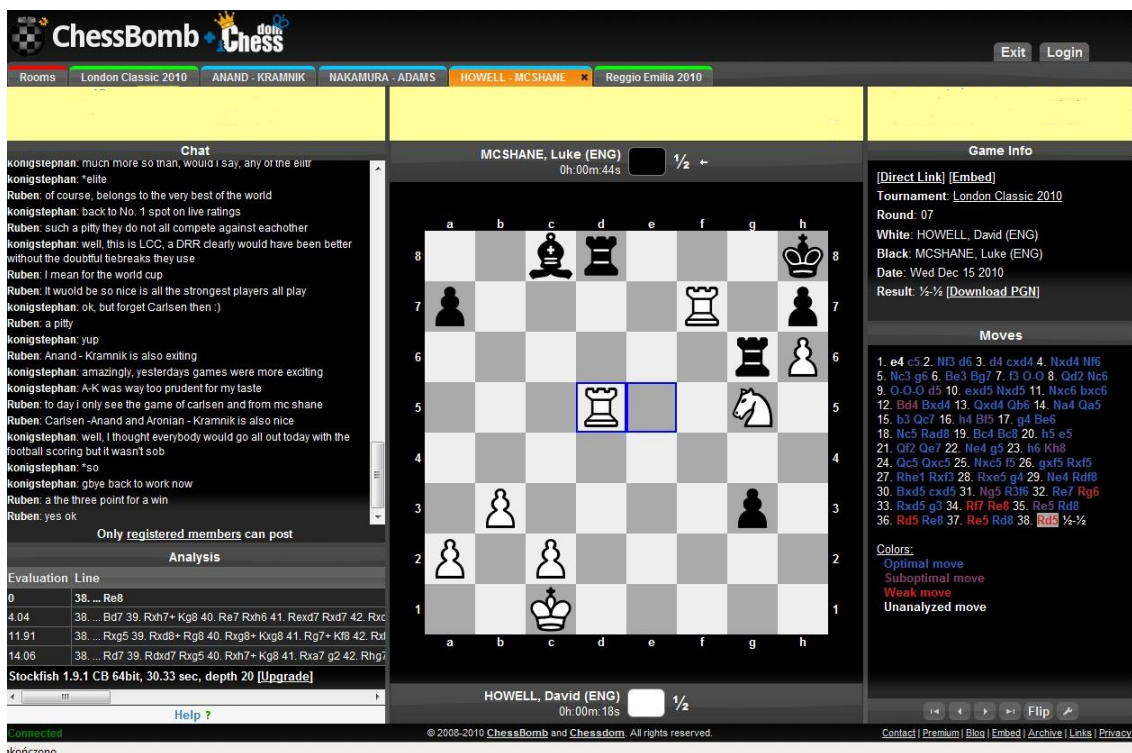 ChessBomb + Chessdom
Exit Login
Rooms London Classic 2010 ANAND - KRAMNIK NAKAMURA - ADAMS HOWELL - MCSHANE × Reggio Emilia 2010
Chat
konigstephan: much more so than, would I say, any of the elitr
konigstephan: *elite
Ruben: of course, belongs to the very best of the world
konigstephan: back to No. 1 spot on live ratings
Ruben: such a pitty they do not all compete against eachother
konigstephan: well, this is LCC, a DRR clearly would have been better
without the doubtful tiebreaks they use
Ruben: I mean for the world cup
Ruben: It wuold be so nice is all the strongest players all play
konigstephan: ok, but forget Carlsen then :)
Ruben: a pitty
konigstephan: yup
Ruben: Anand - Kramnik is also exiting
konigstephan: amazingly, yesterdays games were more exciting
konigstephan: A-K was way too prudent for my taste
Ruben: to day i only see the game of carlsen and from mc shane
Ruben: Carlsen -Anand and Aronian - Kramnik is also nice
konigstephan: well, I thought everybody would go all out today with the
football scoring but it wasn't sob
konigstephan: *so
konigstephan: gbye back to work now
Ruben: a the three point for a win
Ruben: yes ok
Only registered members can post
Analysis
Evaluation Line
0 38. ... Re8
4.04 38. ... Bd7 39. Rxh7+ Kg8 40. Re7 Rxh6 41. Rexd7 Rxd7 42. Rxd
11.91 38. ... Rxg5 39. Rxd8+ Rg8 40. Rxg8+ Kxg8 41. Rg7+ Kf8 42. Rxl
14.06 38. ... Rd7 39. Rdxd7 Rxg5 40. Rxh7+ Kg8 41. Rxa7 g2 42. Rhg7
Stockfish 1.9.1 CB 64bit, 30.33 sec, depth 20 [Upgrade]
Help ?
Connected
MCSHANE, Luke (ENG) ½ ←
0h:00m:44s
a b c d e f g h
8 8
7 7
6 6
5 5
4 4
3 3
2 2
1 1
a b c d e f g h
HOWELL, David (ENG) ½
0h:00m:18s
© 2008-2010 ChessBomb and Chessdom. All rights reserved.
Game Info
[Direct Link] [Embed]
Tournament: London Classic 2010
Round: 07
White: HOWELL, David (ENG)
Black: MCSHANE, Luke (ENG)
Date: Wed Dec 15 2010
Result: ½-½ [Download PGN]
Moves
1. e4 c5 2. Nf3 d6 3. d4 cxd4 4. Nxd4 Nf6
5. Nc3 g6 6. Be3 Bg7 7. f3 O-O 8. Qd2 Nc6
9. O-O-O d5 10. exd5 Nxd5 11. Nxc6 bxc6
12. Bd4 Bxd4 13. Qxd4 Qb6 14. Na4 Qa5
15. b3 Qc7 16. h4 Bf5 17. g4 Be6
18. Nc5 Rad8 19. Bc4 Bc8 20. h5 e5
21. Qf2 Qe7 22. Ne4 g5 23. h6 Kh8
24. Qc5 Qxc5 25. Nxc5 f5 26. gxf5 Rxf5
27. Rhe1 Rxf3 28. Rxe5 g4 29. Ne4 Rdf8
30. Bxd5 cxd5 31. Ng5 R3f6 32. Re7 Rg6
33. Rxd5 g3 34. Rf7 Re8 35. Re5 Rd8
36. Rd5 Re8 37. Re5 Rd8 38. Rd5 ½-½
Colors:
Optimal move
Suboptimal move
Weak move
Unanalyzed move
Flip
Contact | Premium | Blog | Embed | Archive | Links | Privacy